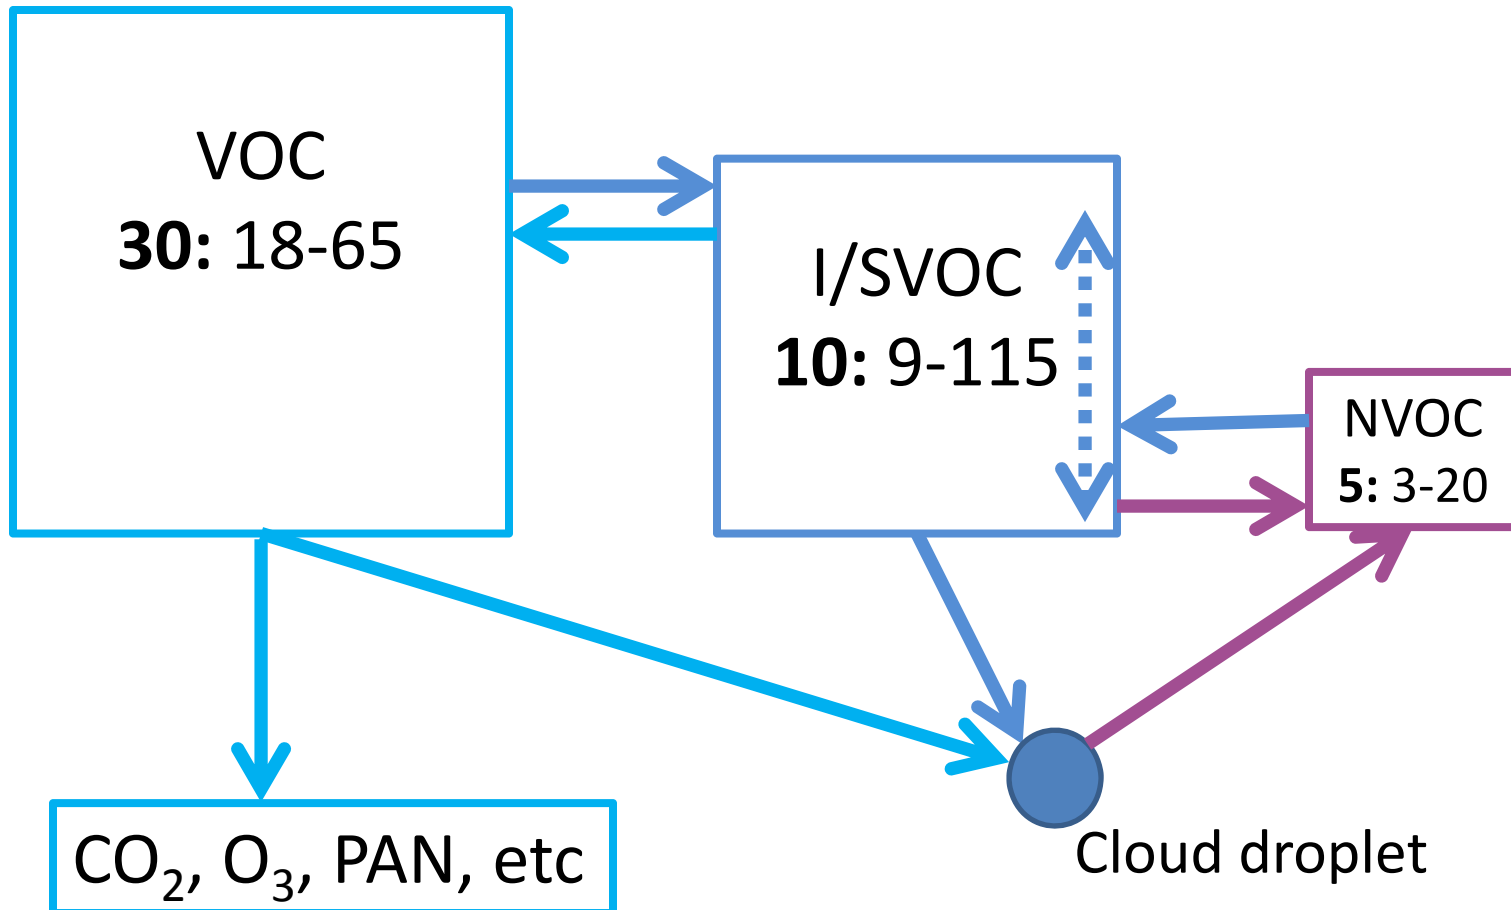 VOC
30: 18-65
I/SVOC
10: 9-115
NVOC
5: 3-20
CO₂, O₃, PAN, etc
Cloud droplet